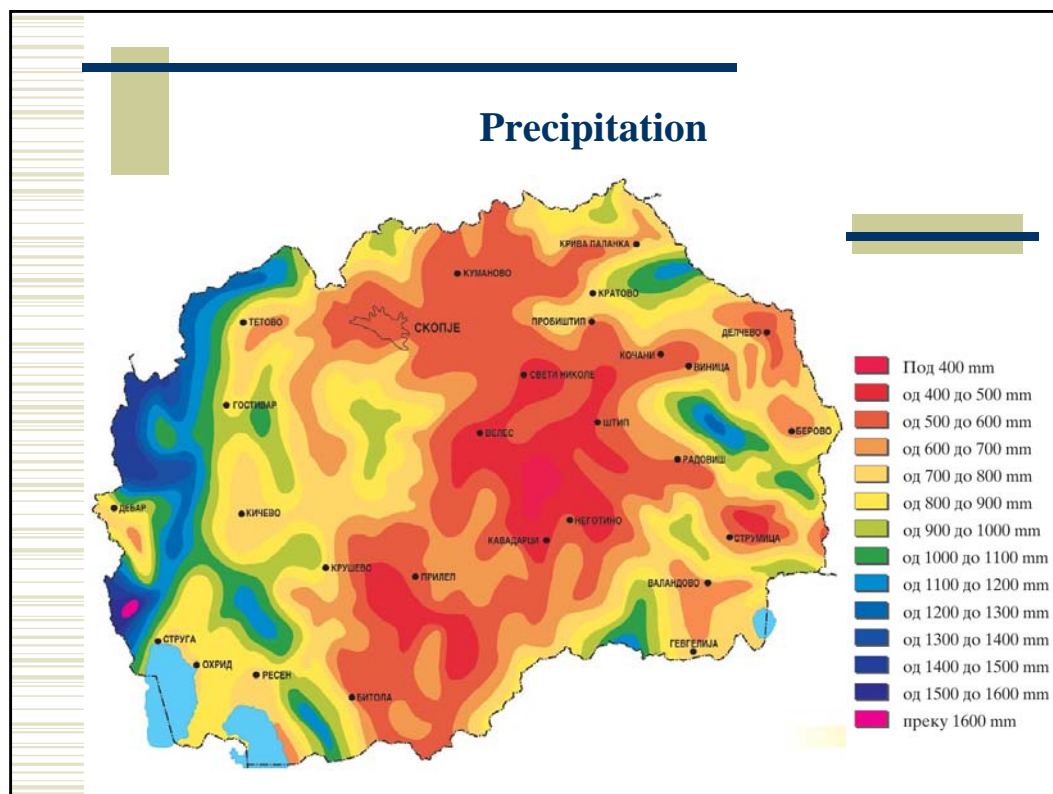 Precipitation
КРИВА ПАЛАНКА
КУМАНОВО
КРАТОВО
ТЕТОВО
СКОПЈЕ
ПРОБИШТИП
ДЕЛЧЕВО
КОЧАНИ
ВИНИЦА
СВЕТИ НИКОЛЕ
ГОСТИВАР
ВЕЛЕС
ШТИП
БЕРОВО
РАДОВИШ
ДЕБАР
КИЧЕВО
НЕГОТИНО
КАВАДАРЦИ
СТРУМИЦА
КРУШЕВО
ПРИЛЕП
ВАЛАНДОВО
СТРУГА
ОХРИД
РЕСЕН
ГЕВГЕЛИЈА
БИТОЛА
Под 400 mm
од 400 до 500 mm
од 500 до 600 mm
од 600 до 700 mm
од 700 до 800 mm
од 800 до 900 mm
од 900 до 1000 mm
од 1000 до 1100 mm
од 1100 до 1200 mm
од 1200 до 1300 mm
од 1300 до 1400 mm
од 1400 до 1500 mm
од 1500 до 1600 mm
преку 1600 mm